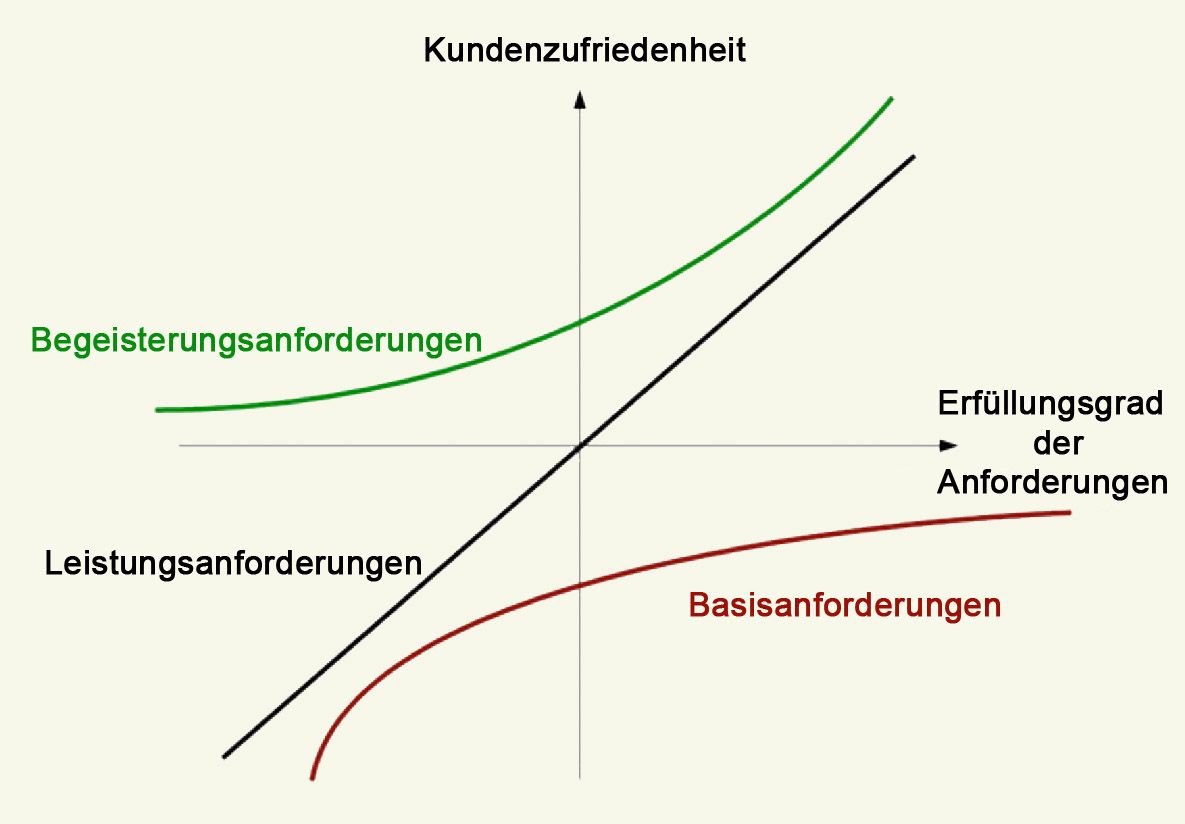 Kundenzufriedenheit
Begeisterungsanforderungen
Erfüllungsgrad
der
Anforderungen
Leistungsanforderungen
Basisanforderungen